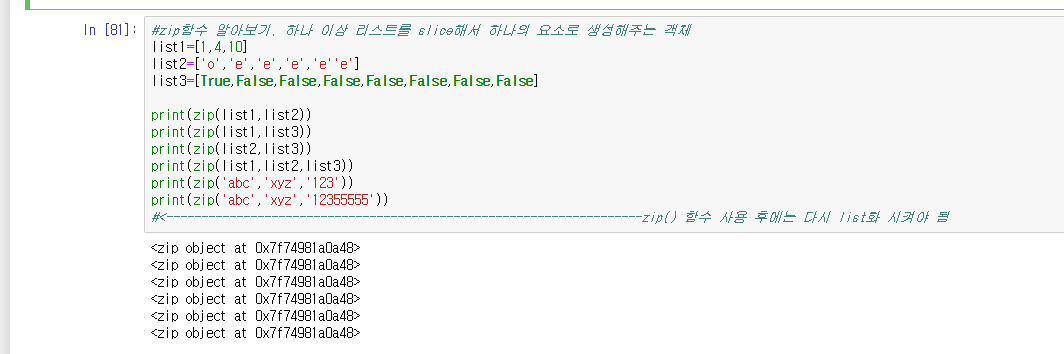 In [81]: #zip함수 알아보기. 하나 이상 리스트를 slice해서 하나의 요소로 생성해주는 객체
list1=[1,4,10]
list2=['o','e','e','e','e''e']
list3=[True,False,False,False,False,False,False,False]
print(zip(list1,list2))
print(zip(list1,list3))
print(zip(list2,list3))
print(zip(list1,list2,list3))
print(zip('abc','xyz','123'))
print(zip('abc','xyz','12355555'))
#<--------------------------------------------------------------------zip() 함수 사용 후에는 다시 list화 시켜야 됨
<zip object at 0x7f74981a0a48>
<zip object at 0x7f74981a0a48>
<zip object at 0x7f74981a0a48>
<zip object at 0x7f74981a0a48>
<zip object at 0x7f74981a0a48>
<zip object at 0x7f74981a0a48>